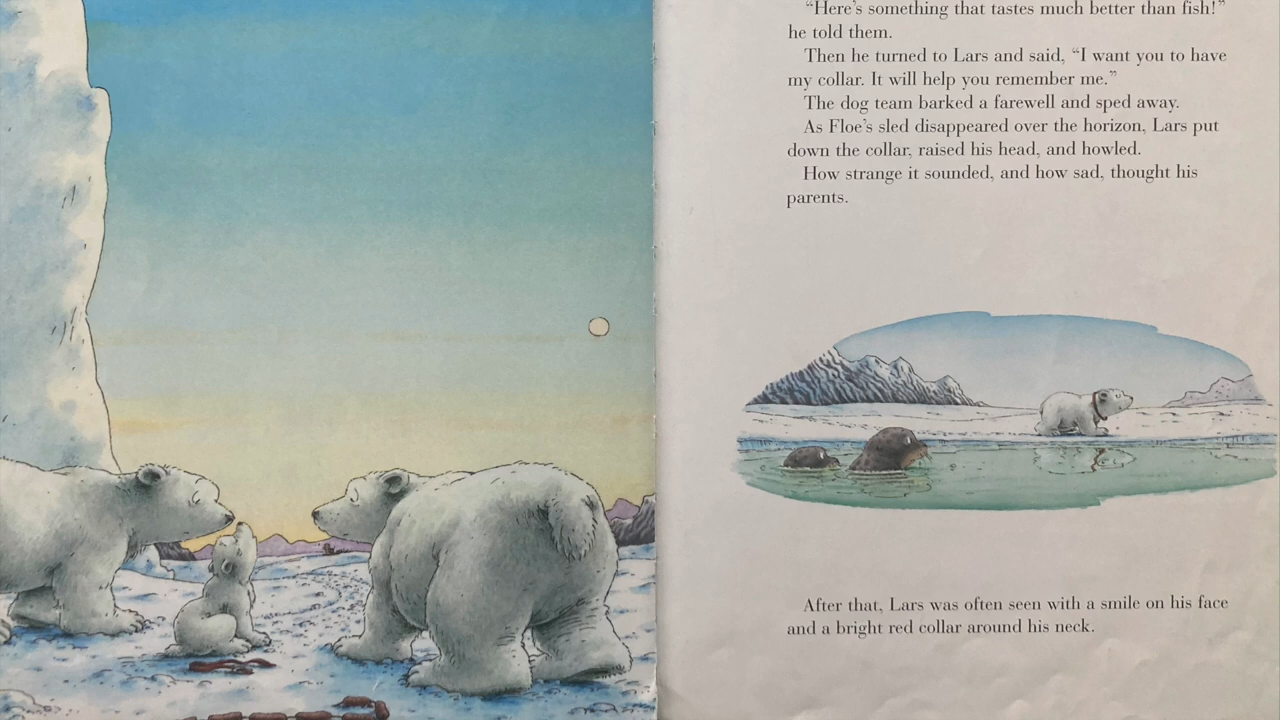 “Here’s something that tastes much better than fish!”
he told them.
Then he turned to Lars and said, “I want you to have
my collar. It will help you remember me.”
The dog team barked a farewell and sped away.
As Floe’s sled disappeared over the horizon, Lars put
down the collar, raised his head, and howled.
How strange it sounded, and how sad, thought his
parents.
After that, Lars was often seen with a smile on his face
and a bright red collar around his neck.